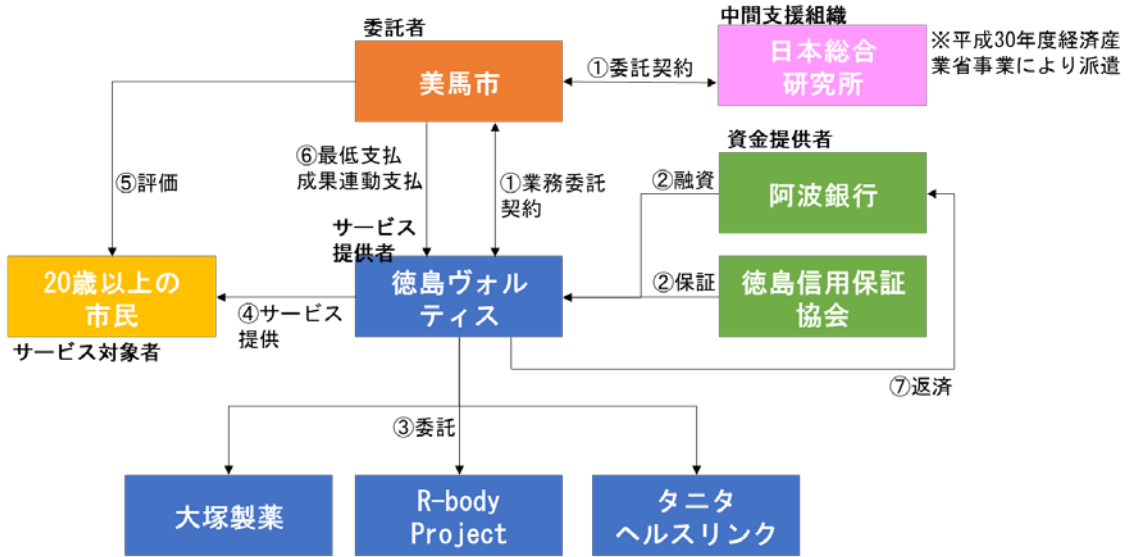 委託者
美馬市
中間支援組織
日本総合
研究所
※平成30年度経済産
業省事業により派遣
①委託契約
⑤評価
⑥最低支払
成果連動支払
①業務委託
契約
資金提供者
阿波銀行
②融資
サービス
提供者
徳島ヴォル
ティス
②保証
徳島信用保証
協会
20歳以上の
市民
サービス対象者
④サービス
提供
⑦返済
③委託
大塚製薬
R-body
Project
タニタ
ヘルスリンク